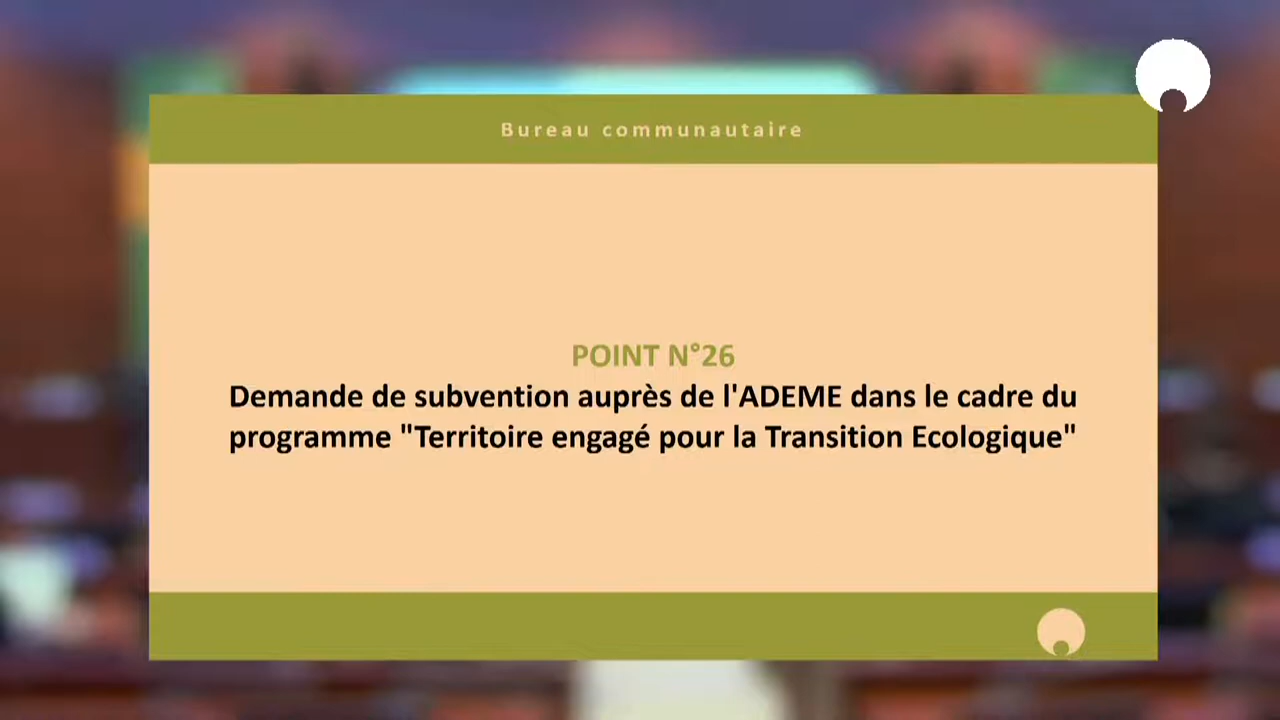 Bureau communautaire
POINT N°26
Demande de subvention auprès de l'ADEME dans le cadre du
programme "Territoire engagé pour la Transition Ecologique"